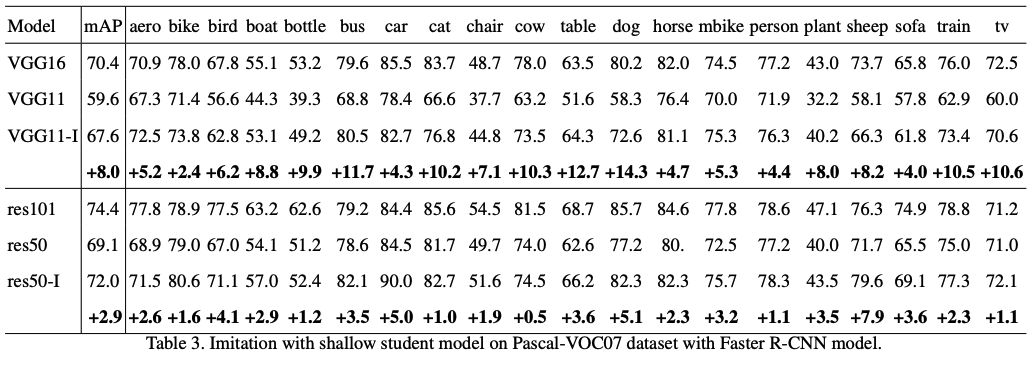 Model mAP aero bike bird boat bottle bus car cat chair cow table dog horse mbike person plant sheep sofa train tv
VGG16 70.4 70.9 78.0 67.8 55.1 53.2 79.6 85.5 83.7 48.7 78.0 63.5 80.2 82.0 74.5 77.2 43.0 73.7 65.8 76.0 72.5
VGG11 59.6 67.3 71.4 56.6 44.3 39.3 68.8 78.4 66.6 37.7 63.2 51.6 58.3 76.4 70.0 71.9 32.2 58.1 57.8 62.9 60.0
VGG11-I 67.6 72.5 73.8 62.8 53.1 49.2 80.5 82.7 76.8 44.8 73.5 64.3 72.6 81.1 75.3 76.3 40.2 66.3 61.8 73.4 70.6
+8.0 +5.2 +2.4 +6.2 +8.8 +9.9 +11.7 +4.3 +10.2 +7.1 +10.3 +12.7 +14.3 +4.7 +5.3 +4.4 +8.0 +8.2 +4.0 +10.5 +10.6
res101 74.4 77.8 78.9 77.5 63.2 62.6 79.2 84.4 85.6 54.5 81.5 68.7 85.7 84.6 77.8 78.6 47.1 76.3 74.9 78.8 71.2
res50 69.1 68.9 79.0 67.0 54.1 51.2 78.6 84.5 81.7 49.7 74.0 62.6 77.2 80. 72.5 77.2 40.0 71.7 65.5 75.0 71.0
res50-I 72.0 71.5 80.6 71.1 57.0 52.4 82.1 90.0 82.7 51.6 74.5 66.2 82.3 82.3 75.7 78.3 43.5 79.6 69.1 77.3 72.1
+2.9 +2.6 +1.6 +4.1 +2.9 +1.2 +3.5 +5.0 +1.0 +1.9 +0.5 +3.6 +5.1 +2.3 +3.2 +1.1 +3.5 +7.9 +3.6 +2.3 +1.1
Table 3. Imitation with shallow student model on Pascal-VOC07 dataset with Faster R-CNN model.